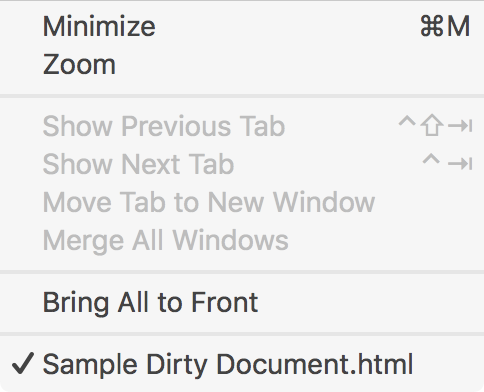 Minimize ⌘M
Zoom
Show Previous Tab ^⇧⇥
Show Next Tab ^⇥
Move Tab to New Window
Merge All Windows
Bring All to Front
✓ Sample Dirty Document.html